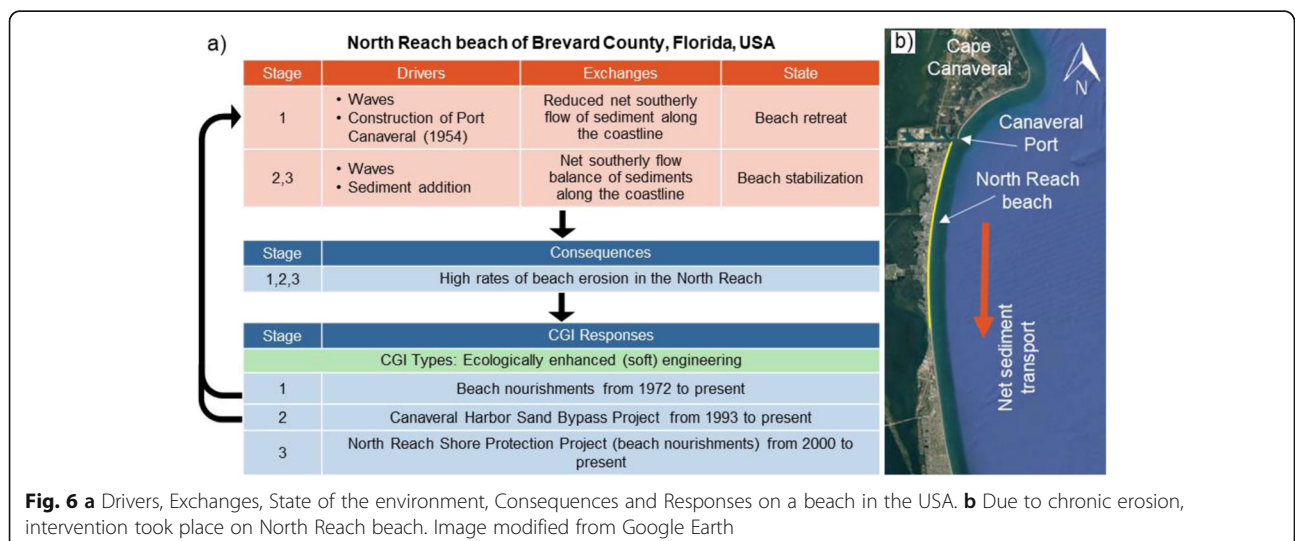 a)
North Reach beach of Brevard County, Florida, USA
Stage Drivers Exchanges State
1
• Waves
• Construction of Port
Canaveral (1954)
Reduced net southerly
flow of sediment along
the coastline
Beach retreat
2,3
• Waves
• Sediment addition
Net southerly flow
balance of sediments
along the coastline
Beach stabilization
Stage Consequences
1,2,3 High rates of beach erosion in the North Reach
Stage CGI Responses
CGI Types: Ecologically enhanced (soft) engineering
1 Beach nourishments from 1972 to present
2 Canaveral Harbor Sand Bypass Project from 1993 to present
3 North Reach Shore Protection Project (beach nourishments) from 2000 to
present
b)
Cape
Canaveral
N
Canaveral
Port
North Reach
beach
Net sediment
transport
Fig. 6 a Drivers, Exchanges, State of the environment, Consequences and Responses on a beach in the USA. b Due to chronic erosion,
intervention took place on North Reach beach. Image modified from Google Earth